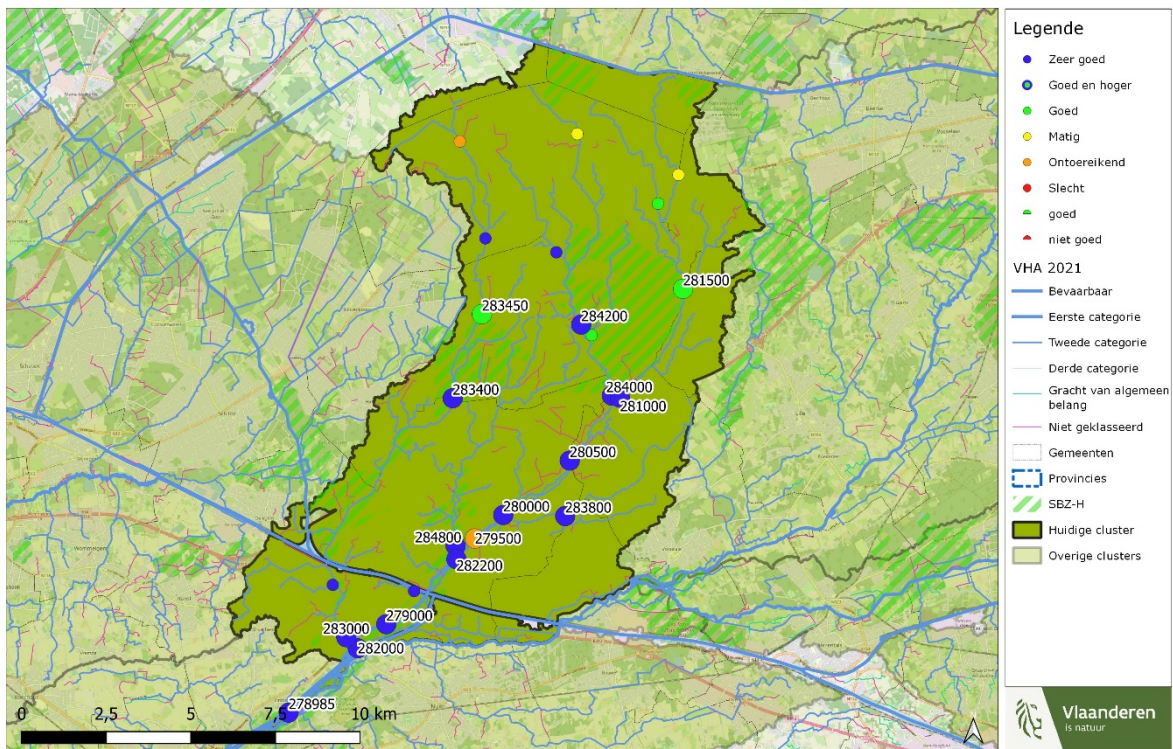 281500
283450
284200
283400
284000
281000
280500
280000
283800
284800
279500
282200
279000
283000
282000
278985
0
2,5
5
7,5
10 km
Legende
Zeer goed
Goed en hoger
Goed
Matig
Ontoereikend
Slecht
goed
niet goed
VHA 2021
Bevaarbaar
Eerste categorie
Tweede categorie
Derde categorie
Gracht van algemeen
belang
Niet geklasseerd
Gemeenten
Provincies
SBZ-H
Huidige cluster
Overige clusters
Vlaanderen
is natuur